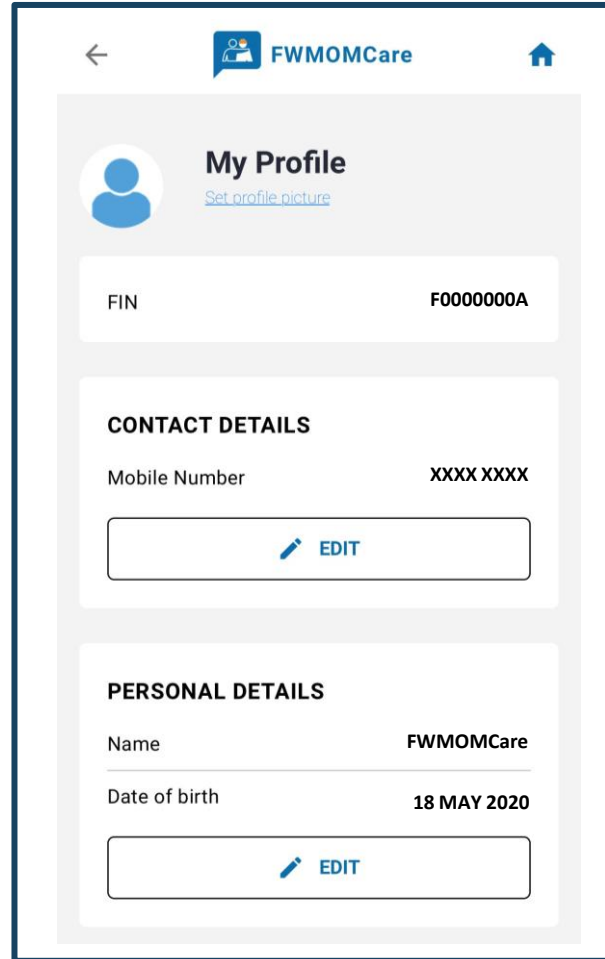 FWMOMCare
My Profile
Set profile picture
FIN F0000000A
CONTACT DETAILS
Mobile Number XXXX XXXX
EDIT
PERSONAL DETAILS
Name FWMOMCare
Date of birth 18 MAY 2020
EDIT